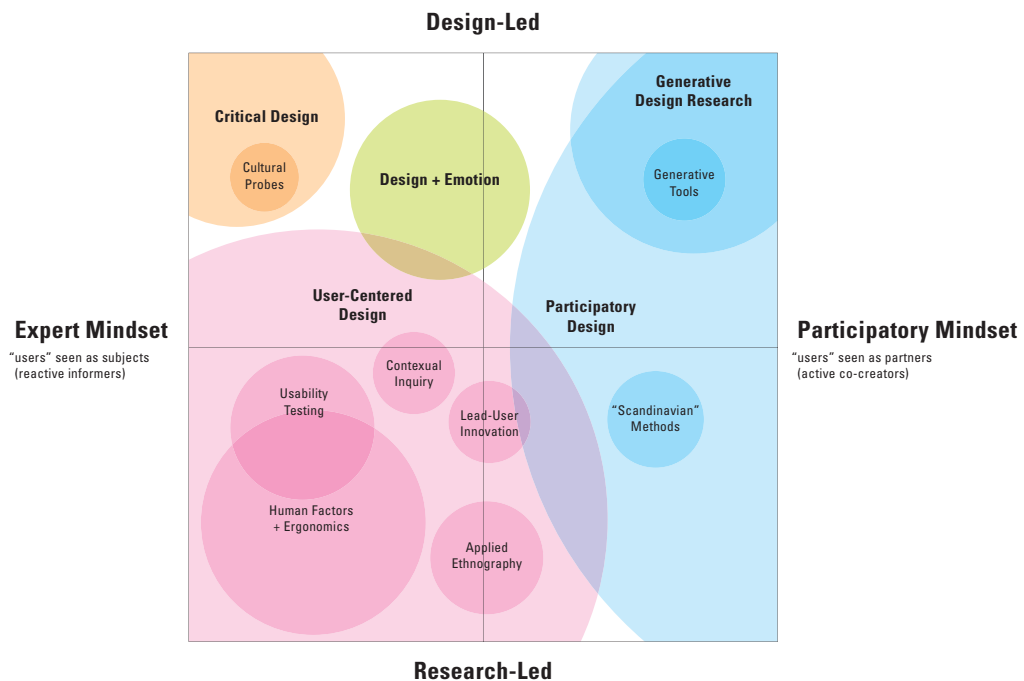 Design-Led
Critical Design
Cultural
Probes
Design + Emotion
Generative
Design Research
Generative
Tools
User-Centered
Design
Participatory
Design
Expert Mindset
“users” seen as subjects
(reactive informers)
Participatory Mindset
“users” seen as partners
(active co-creators)
Contexual
Inquiry
Usability
Testing
Lead-User
Innovation
“Scandinavian”
Methods
Human Factors
+ Ergonomics
Applied
Ethnography
Research-Led